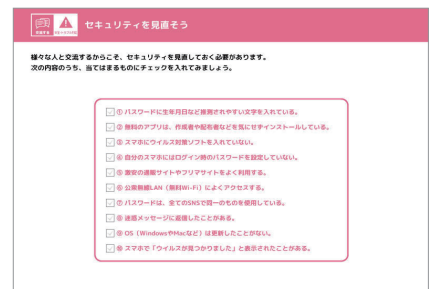 セキュリティを見直そう
様々な人と交流するからこそ、セキュリティを見直しておく必要があります。
次の内容のうち、当てはまるものにチェックを入れてみましょう。
① パスワードに生年月日など推測されやすい文字を入れている。
② 無料のアプリは、作成者や配布者などを気にせずインストールしている。
③ スマホにウイルス対策ソフトを入れていない。
④ 自分のスマホにはログイン時のパスワードを設定していない。
⑤ 激安の通販サイトやフリマサイトをよく利用する。
⑥ 公衆無線LAN（無料Wi-Fi）によくアクセスする。
⑦ パスワードは、全てのSNSで同一のものを使用している。
⑧ 迷惑メッセージに返信したことがある。
⑨ OS（WindowsやMacなど）は更新したことがない。
⑩ スマホで「ウイルスが見つかりました」と表示されたことがある。